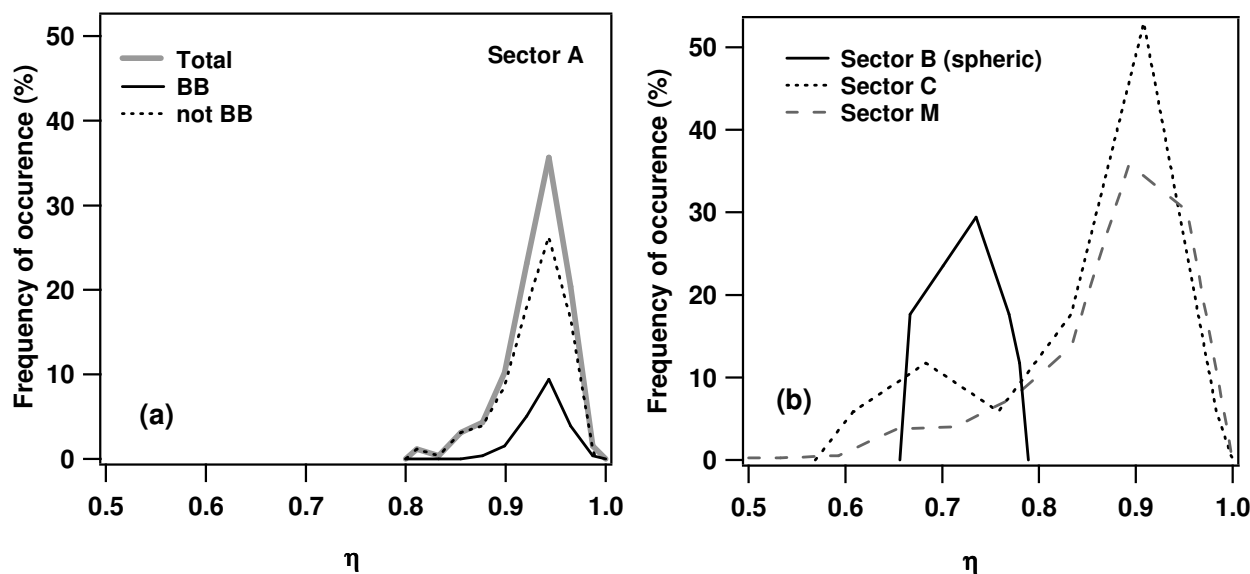 Frequency of occurence (%)
50
40
30
20
10
0
Total
BB
not BB
Sector A
(a)
0.5 0.6 0.7 0.8 0.9 1.0
η
Frequency of occurence (%)
50
40
30
20
10
0
Sector B (spheric)
Sector C
Sector M
(b)
0.5 0.6 0.7 0.8 0.9 1.0
η